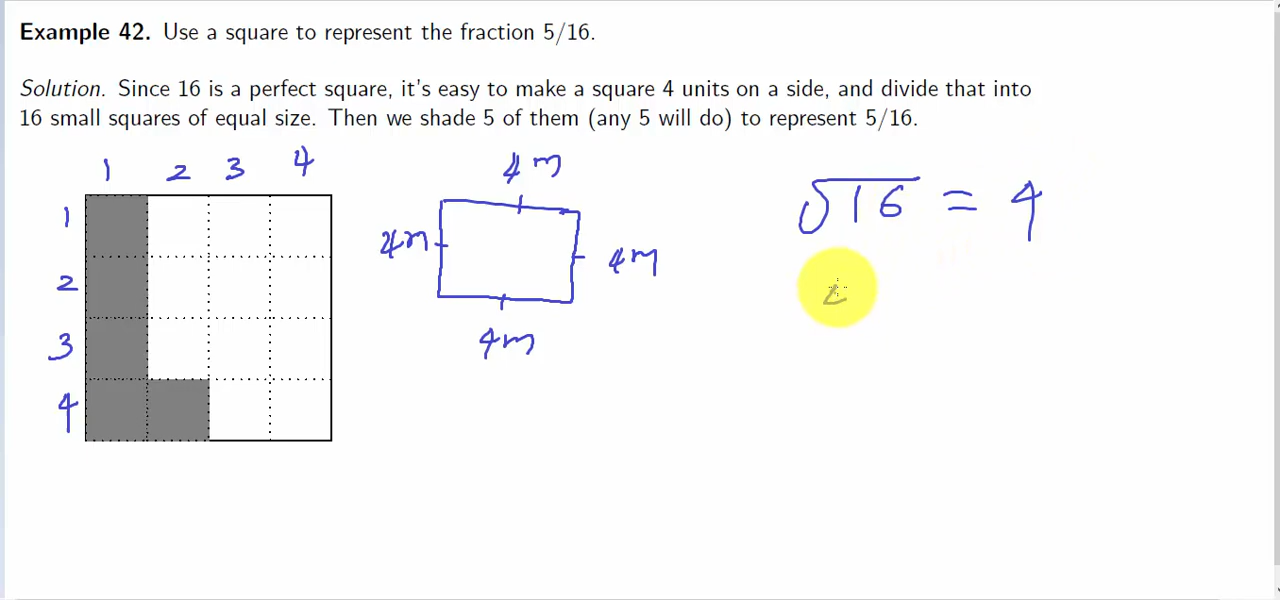 Example 42. Use a square to represent the fraction 5/16.
Solution. Since 16 is a perfect square, it's easy to make a square 4 units on a side, and divide that into
16 small squares of equal size. Then we shade 5 of them (any 5 will do) to represent 5/16.
1 2 3 4
1
2
3
4
4m
4m
4m
4m
√16 = 4